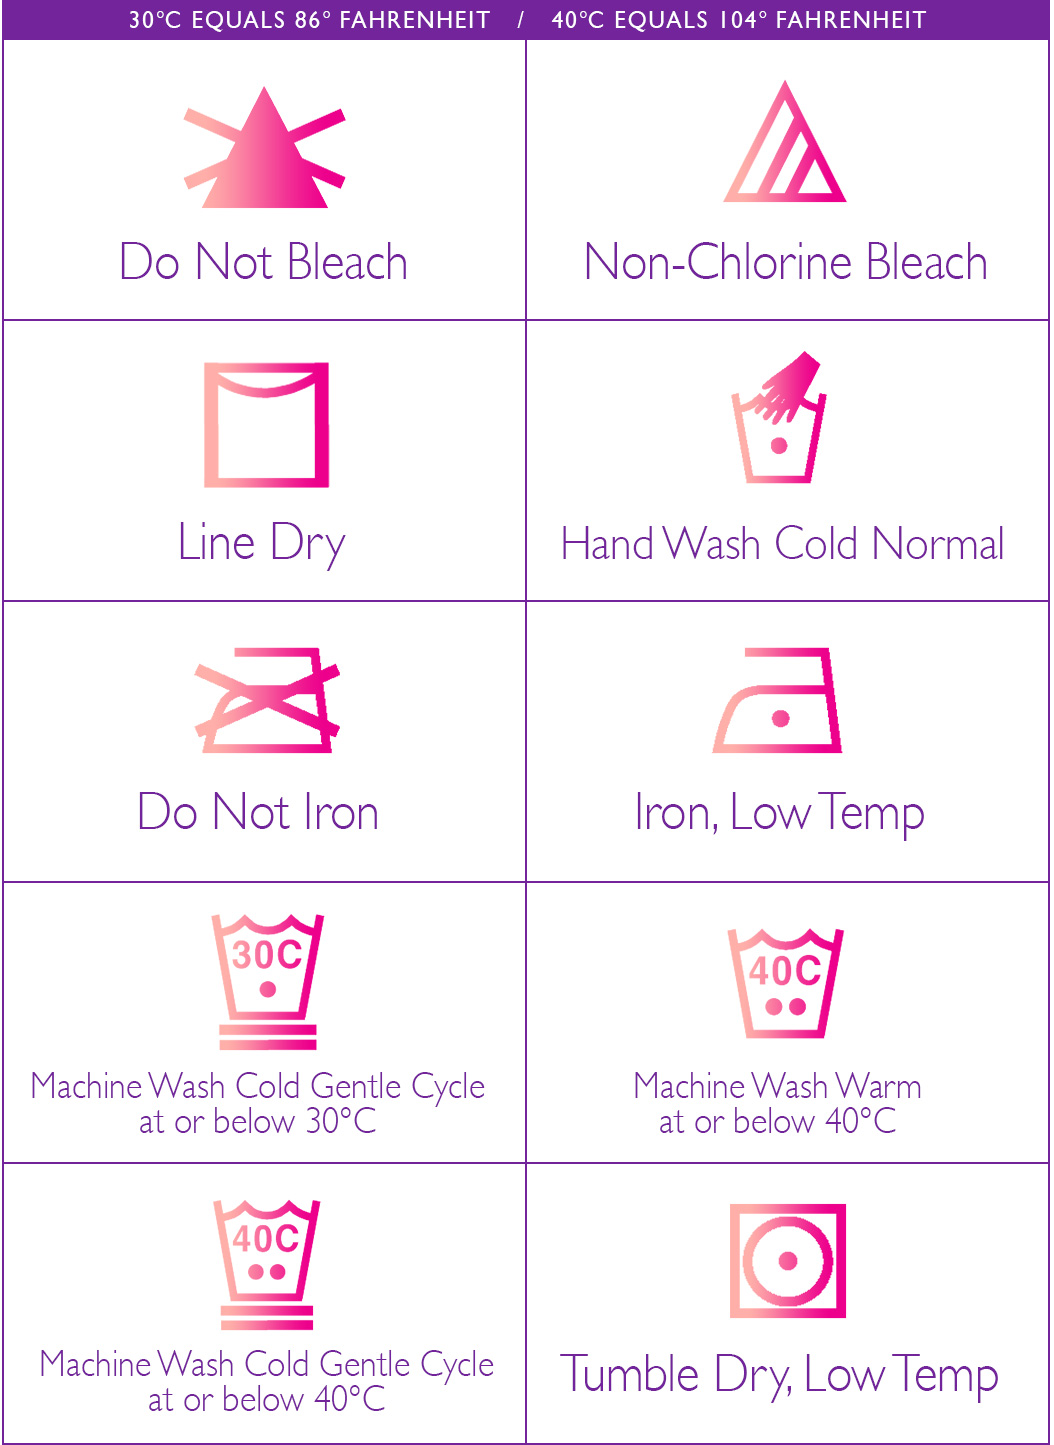 30°C EQUALS 86° FAHRENHEIT / 40°C EQUALS 104° FAHRENHEIT
Do Not Bleach
Non-Chlorine Bleach
Line Dry
Hand Wash Cold Normal
Do Not Iron
Iron, Low Temp
30C
Machine Wash Cold Gentle Cycle
at or below 30°C
40C
Machine Wash Warm
at or below 40°C
40C
Machine Wash Cold Gentle Cycle
at or below 40°C
Tumble Dry, Low Temp